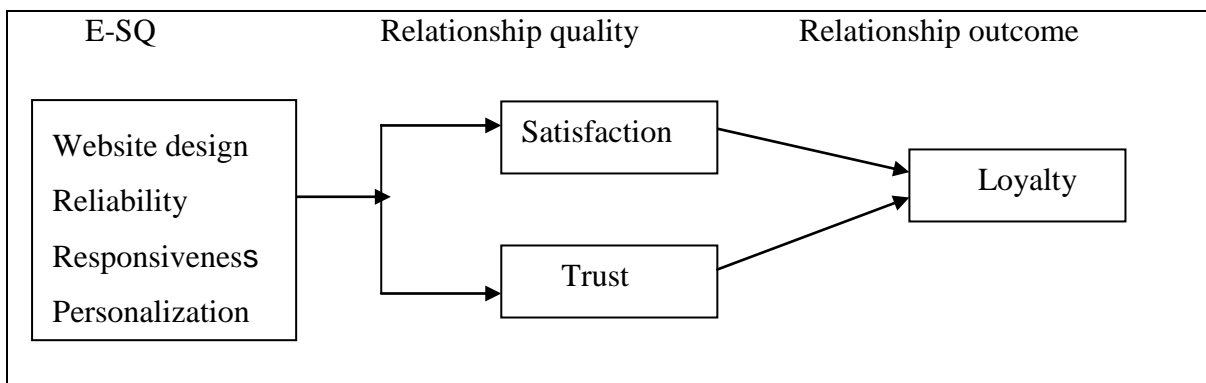 E-SQ Relationship quality Relationship outcome
Website design
Reliability
Responsiveness
Personalization
Satisfaction
Trust
Loyalty